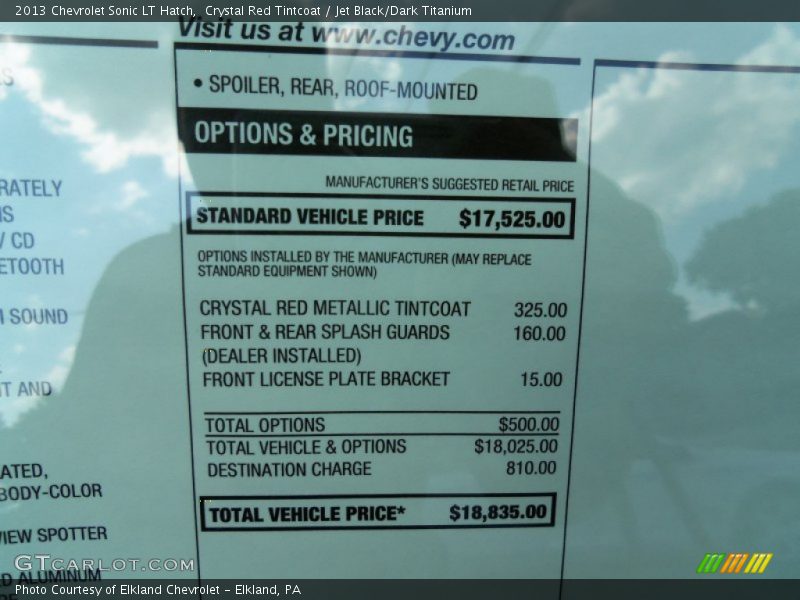 2013 Chevrolet Sonic LT Hatch, Crystal Red Tintcoat / Jet Black/Dark Titanium
Visit us at www.chevy.com
• SPOILER, REAR, ROOF-MOUNTED
OPTIONS & PRICING
MANUFACTURER'S SUGGESTED RETAIL PRICE
STANDARD VEHICLE PRICE $17,525.00
OPTIONS INSTALLED BY THE MANUFACTURER (MAY REPLACE
STANDARD EQUIPMENT SHOWN)
CRYSTAL RED METALLIC TINTCOAT 325.00
FRONT & REAR SPLASH GUARDS 160.00
(DEALER INSTALLED)
FRONT LICENSE PLATE BRACKET 15.00
TOTAL OPTIONS $500.00
TOTAL VEHICLE & OPTIONS $18,025.00
DESTINATION CHARGE 810.00
TOTAL VEHICLE PRICE* $18,835.00
RATELY
/ CD
ETOOTH
SOUND
T AND
ATED,
BODY-COLOR
VIEW SPOTTER
D ALUMINUM
GTCARLOT.COM
Photo Courtesy of Elkland Chevrolet - Elkland, PA